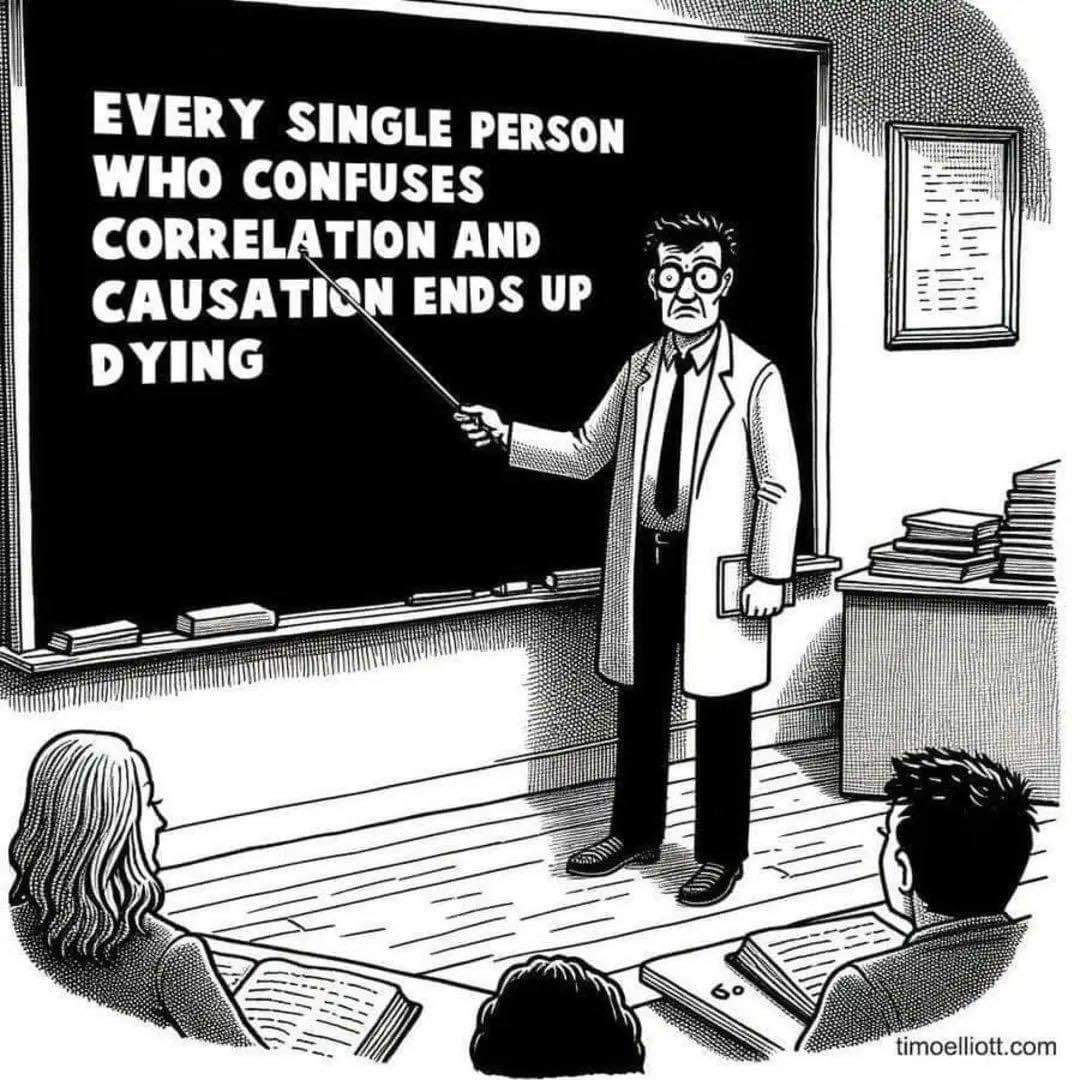 EVERY SINGLE PERSON
WHO CONFUSES
CORRELATION AND
CAUSATION ENDS UP
DYING
timoelliott.com